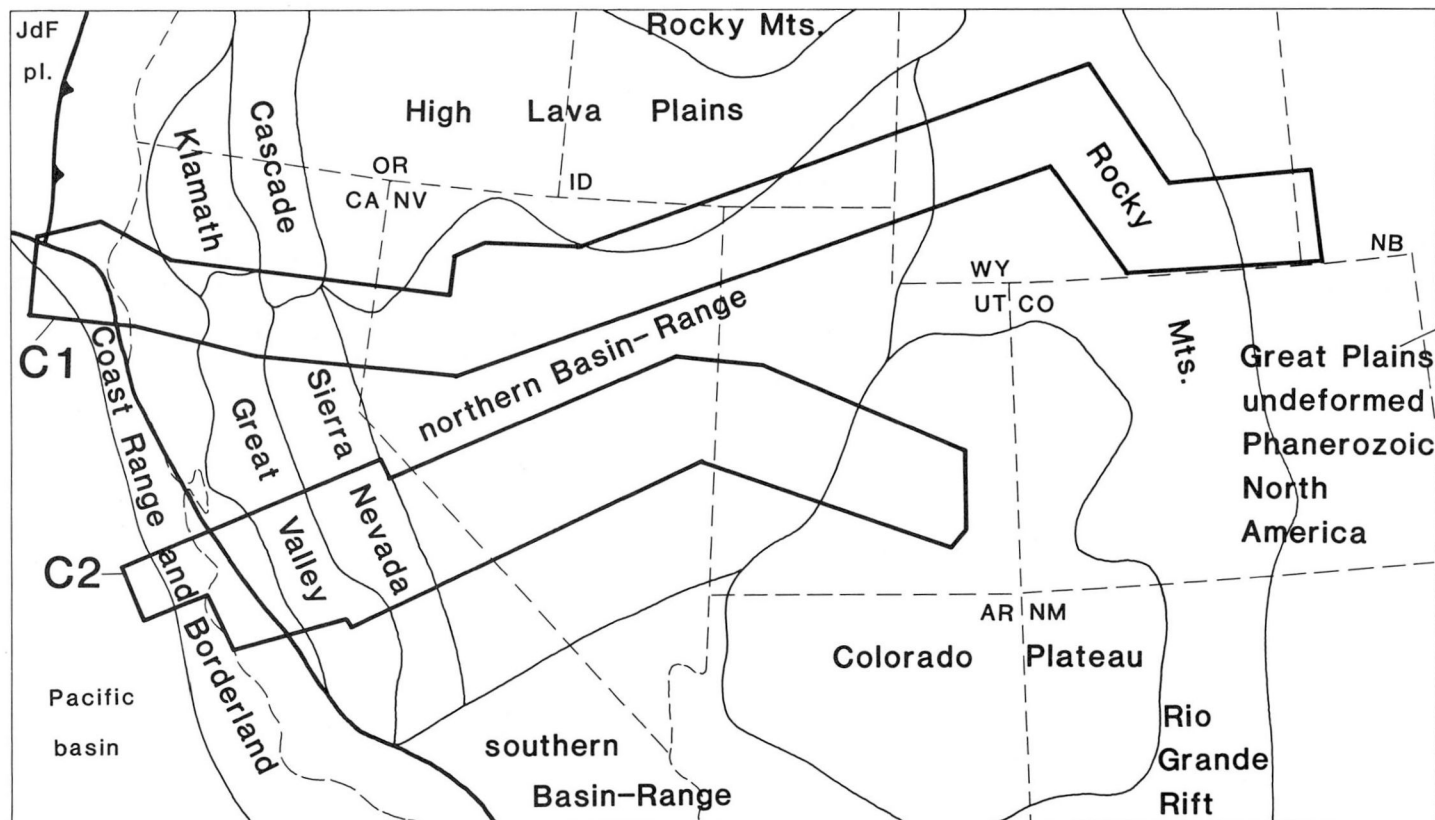 JdF
pl.
Rocky Mts.
High Lava Plains
Klamath
Cascade
OR
CA NV
ID
Rocky
Mts.
WY
UT CO
NB
C1
Coast Range and Borderland
Great Valley
Sierra Nevada
northern Basin-Range
Great Plains
undeformed
Phanerozoic
North
America
C2
AR NM
Colorado Plateau
Pacific
basin
southern
Basin-Range
Rio
Grande
Rift